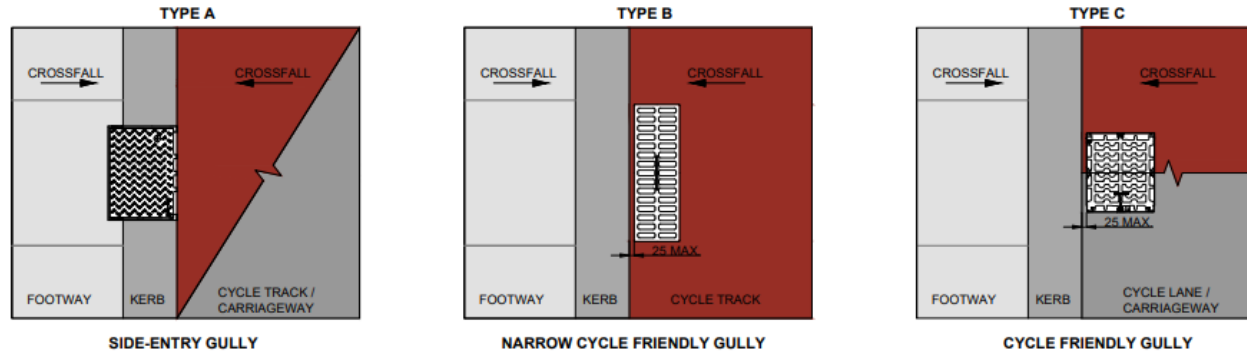 TYPE A
CROSSFALL
CROSSFALL
FOOTWAY
KERB
CYCLE TRACK /
CARRIAGEWAY
SIDE-ENTRY GULLY
TYPE B
CROSSFALL
CROSSFALL
25 MAX
FOOTWAY
KERB
CYCLE TRACK
NARROW CYCLE FRIENDLY GULLY
TYPE C
CROSSFALL
CROSSFALL
25 MAX
FOOTWAY
KERB
CYCLE LANE /
CARRIAGEWAY
CYCLE FRIENDLY GULLY